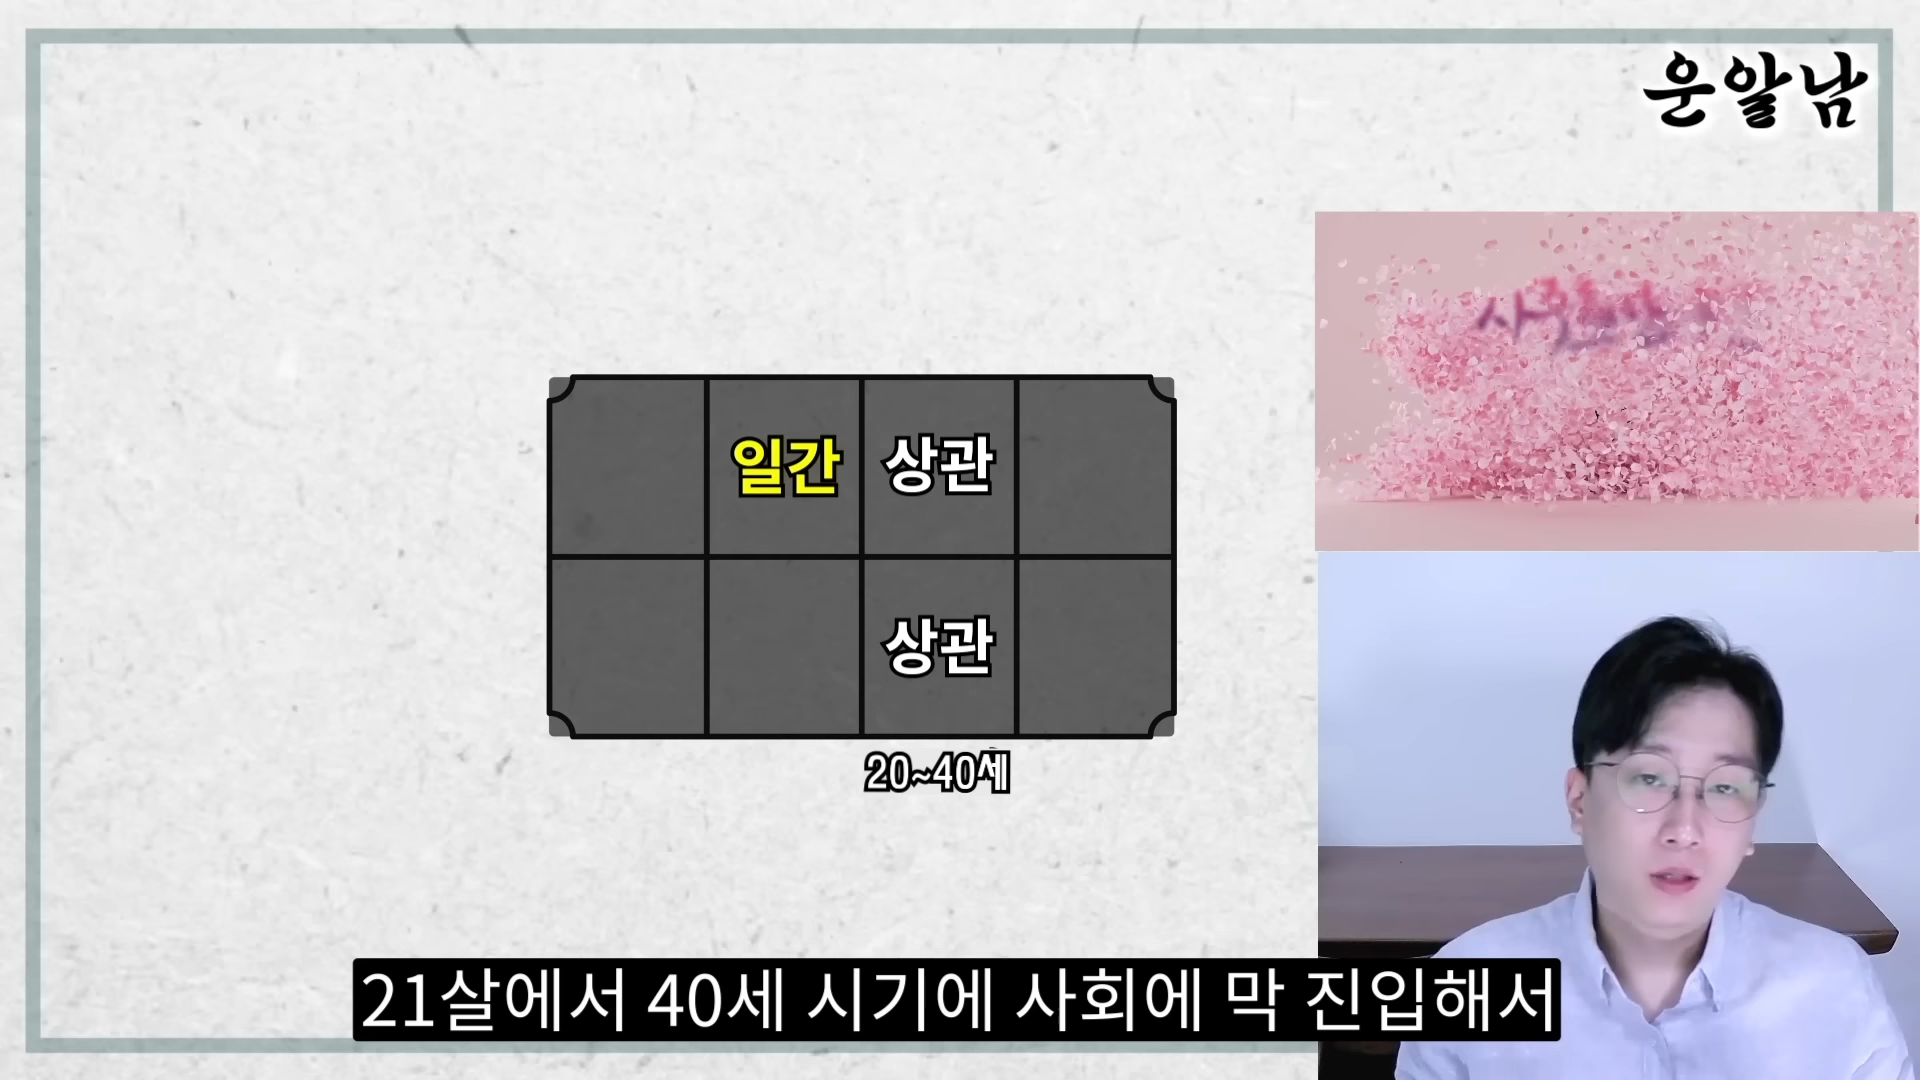 운알남
일간 상관
상관
20~40세
21살에서 40세 시기에 사회에 막 진입해서